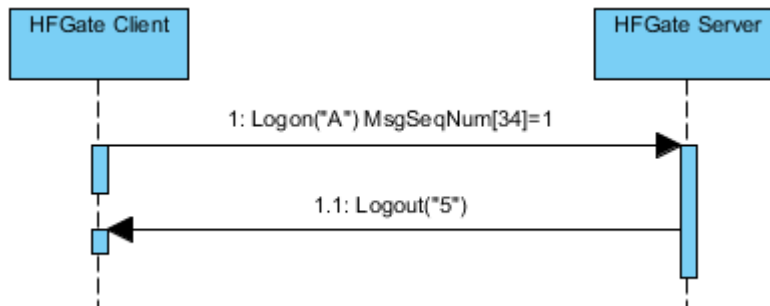 HFGate Client
HFGate Server
1: Logon("A") MsgSeqNum[34]=1
1.1: Logout("5")